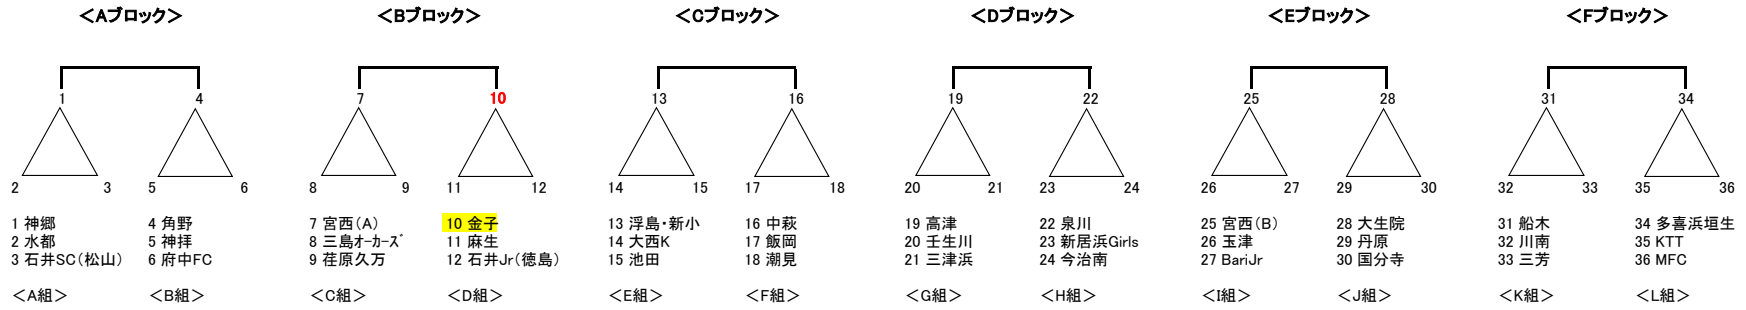 ＜Aブロック＞ ＜Bブロック＞ ＜Cブロック＞ ＜Dブロック＞ ＜Eブロック＞ ＜Fブロック＞
1 4 7 10 13 16 19 22 25 28 31 34
2 3 5 6 8 9 11 12 14 15 17 18 20 21 23 24 26 27 29 30 32 33 35 36
1 神郷 4 角野 7 宮西（A） 10 金子 13 浮島・新小 16 中萩 19 高津 22 泉川 25 宮西（B） 28 大生院 31 船木 34 多喜浜垣生
2 水都 5 神拝 8 三島ｵｰｶｰｽﾞ 11 麻生 14 大西K 17 飯岡 20 壬生川 23 新居浜Girls 26 玉津 29 丹原 32 川南 35 KTT
3 石井SC（松山） 6 府中FC 9 荏原久万 12 石井Jr（徳島） 15 池田 18 潮見 21 三津浜 24 今治南 27 BariJr 30 国分寺 33 三芳 36 MFC
＜A組＞ ＜B組＞ ＜C組＞ ＜D組＞ ＜E組＞ ＜F組＞ ＜G組＞ ＜H組＞ ＜I組＞ ＜J組＞ ＜K組＞ ＜L組＞